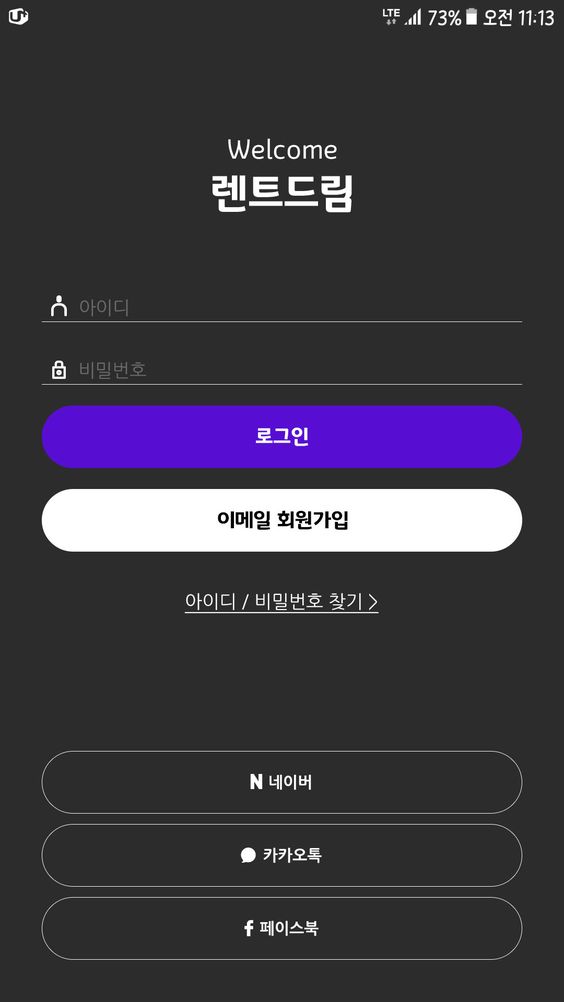 U+ LTE 73% 오전 11:13
Welcome
렌트드림
아이디
비밀번호
로그인
이메일 회원가입
아이디 / 비밀번호 찾기 >
N 네이버
카카오톡
f 페이스북